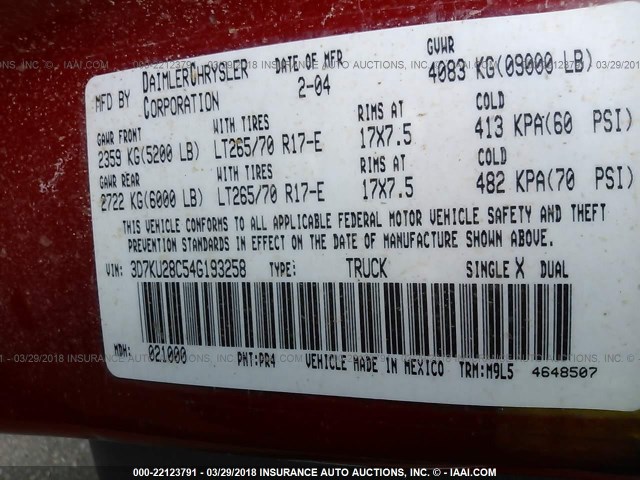 MFD BY DAIMLERCHRYSLER CORPORATION DATE OF MFR 2-04 GVWR 4083 KG(09000 LB)
GAWR FRONT WITH TIRES RIMS AT COLD
2359 KG(5200 LB) LT265/70 R17-E 17X7.5 413 KPA(60 PSI)
GAWR REAR WITH TIRES RIMS AT COLD
2722 KG(6000 LB) LT265/70 R17-E 17X7.5 482 KPA(70 PSI)
THIS VEHICLE CONFORMS TO ALL APPLICABLE FEDERAL MOTOR VEHICLE SAFETY AND THEFT
PREVENTION STANDARDS IN EFFECT ON THE DATE OF MANUFACTURE SHOWN ABOVE.
VIN: 3D7KU28C54G193258 TYPE: TRUCK SINGLE X DUAL
MDH: 021000 PNT:PR4 VEHICLE MADE IN MEXICO TRM:M9L5 4648507
000-22123791 - 03/29/2018 INSURANCE AUTO AUCTIONS, INC. - © IAAI.COM